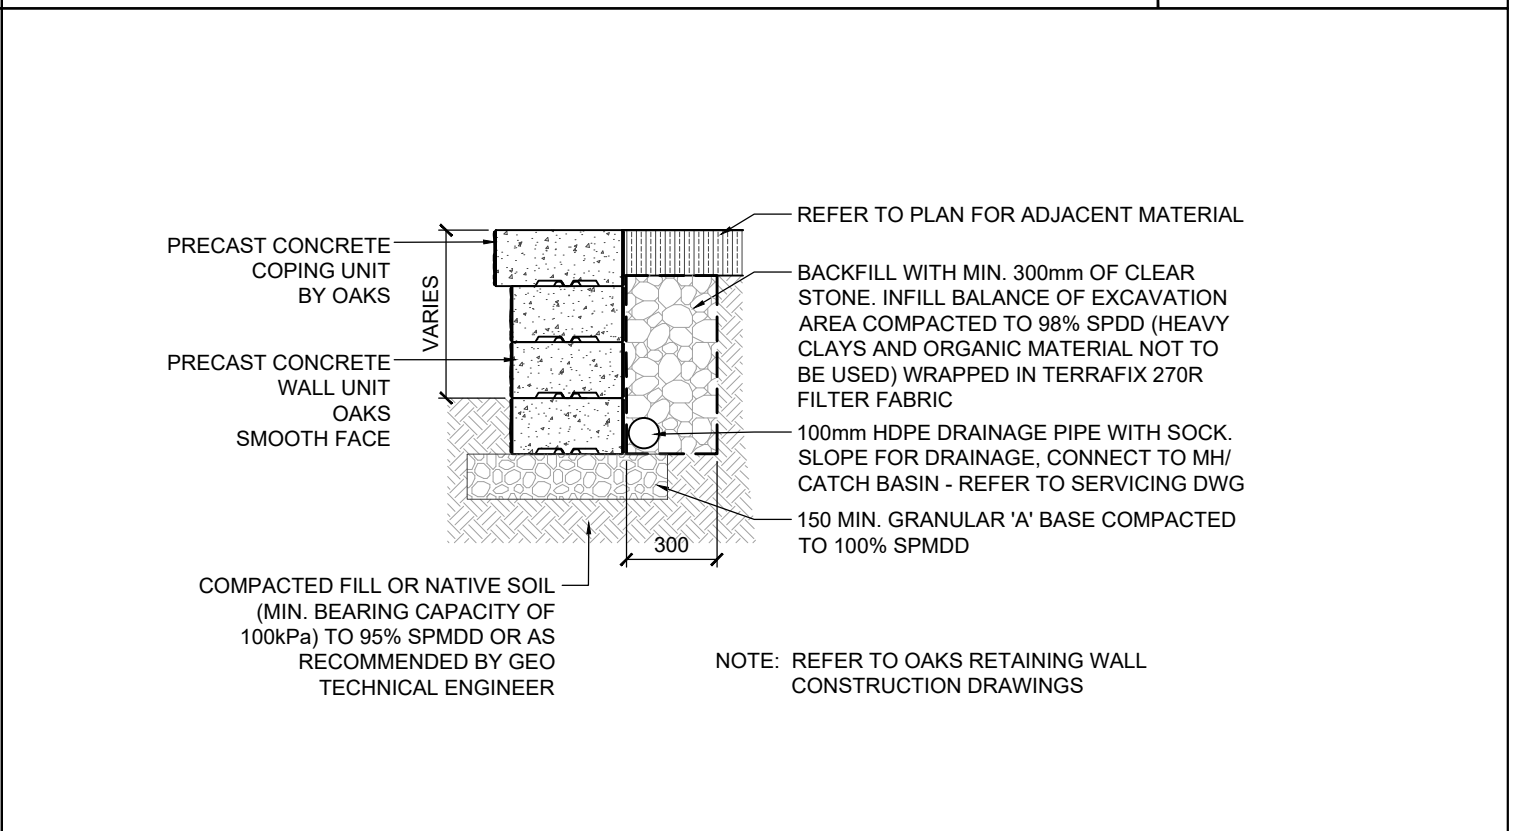 PRECAST CONCRETE
COPING UNIT
BY OAKS
VARIES
PRECAST CONCRETE
WALL UNIT
OAKS
SMOOTH FACE
REFER TO PLAN FOR ADJACENT MATERIAL
BACKFILL WITH MIN. 300mm OF CLEAR
STONE. INFILL BALANCE OF EXCAVATION
AREA COMPACTED TO 98% SPDD (HEAVY
CLAYS AND ORGANIC MATERIAL NOT TO
BE USED) WRAPPED IN TERRAFIX 270R
FILTER FABRIC
100mm HDPE DRAINAGE PIPE WITH SOCK.
SLOPE FOR DRAINAGE, CONNECT TO MH/
CATCH BASIN - REFER TO SERVICING DWG
150 MIN. GRANULAR 'A' BASE COMPACTED
TO 100% SPMDD
300
COMPACTED FILL OR NATIVE SOIL
(MIN. BEARING CAPACITY OF
100kPa) TO 95% SPMDD OR AS
RECOMMENDED BY GEO
TECHNICAL ENGINEER
NOTE: REFER TO OAKS RETAINING WALL
CONSTRUCTION DRAWINGS